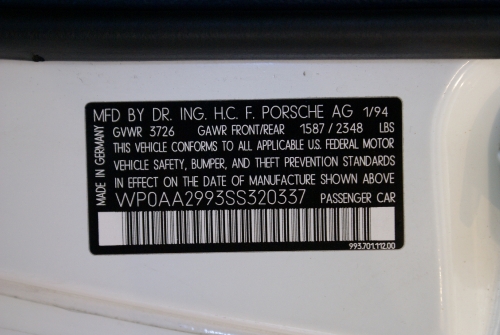 MFD BY DR. ING. H.C. F. PORSCHE AG 1/94
GVWR 3726 GAWR FRONT/REAR 1587 / 2348 LBS
THIS VEHICLE CONFORMS TO ALL APPLICABLE U.S. FEDERAL MOTOR
VEHICLE SAFETY, BUMPER, AND THEFT PREVENTION STANDARDS
IN EFFECT ON THE DATE OF MANUFACTURE SHOWN ABOVE.
WP0AA2993SS320337 PASSENGER CAR
993.701.112.00
MADE IN GERMANY